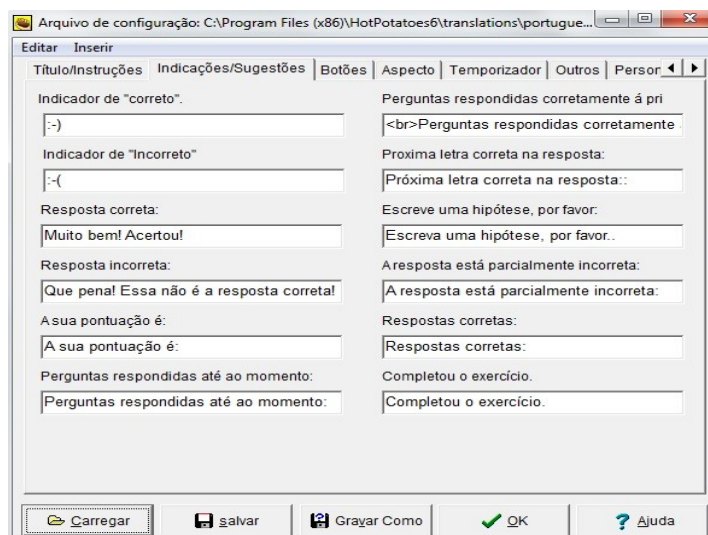 Arquivo de configuração: C:\Program Files (x86)\HotPotatoes6\translations\portugue...
Editar Inserir
Título/Instruções Indicações/Sugestões Botões Aspecto Temporizador Outros Persor
Indicador de "correto".
:-)
Indicador de "Incorreto"
:-(
Resposta correta:
Muito bem! Acertou!
Resposta incorreta:
Que pena! Essa não é a resposta correta!
A sua pontuação é:
A sua pontuação é:
Perguntas respondidas até ao momento:
Perguntas respondidas até ao momento:
Perguntas respondidas corretamente á pri
<br>Perguntas respondidas corretamente
Proxima letra correta na resposta:
Próxima letra correta na resposta::
Escreve uma hipótese, por favor:
Escreva uma hipótese, por favor..
A resposta está parcialmente incorreta:
A resposta está parcialmente incorreta:
Respostas corretas:
Respostas corretas:
Completou o exercício.
Completou o exercício.
Carregar salvar Gravar Como OK Ajuda